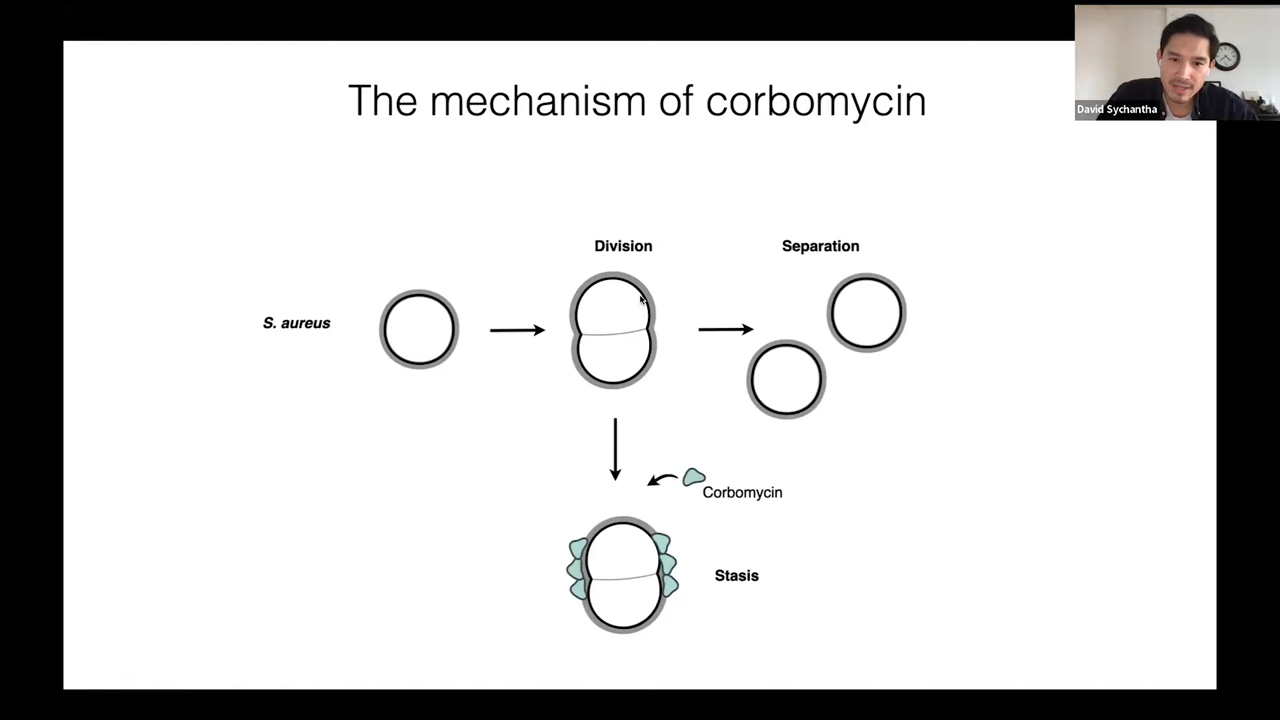 The mechanism of corbomycin
David Sychantha
Division
Separation
S. aureus
Corbomycin
Stasis